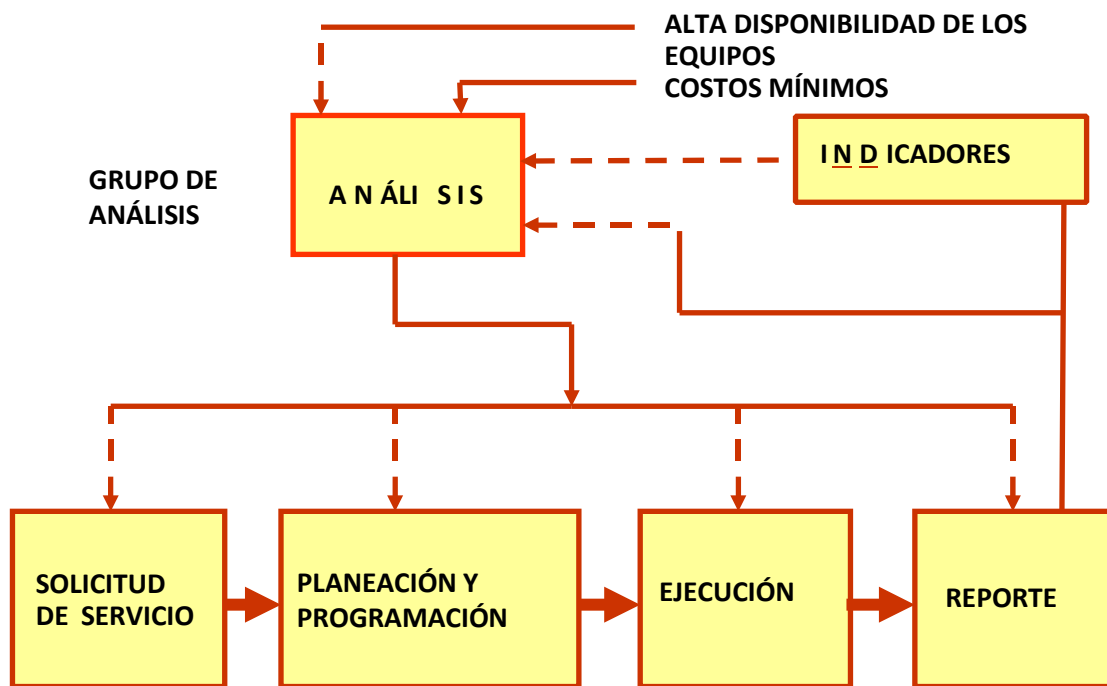 ALTA DISPONIBILIDAD DE LOS
EQUIPOS
COSTOS MÍNIMOS
I N D ICADORES
GRUPO DE
ANÁLISIS
A N ÁLI SIS
SOLICITUD
DE SERVICIO
PLANEACIÓN Y
PROGRAMACIÓN
EJECUCIÓN
REPORTE